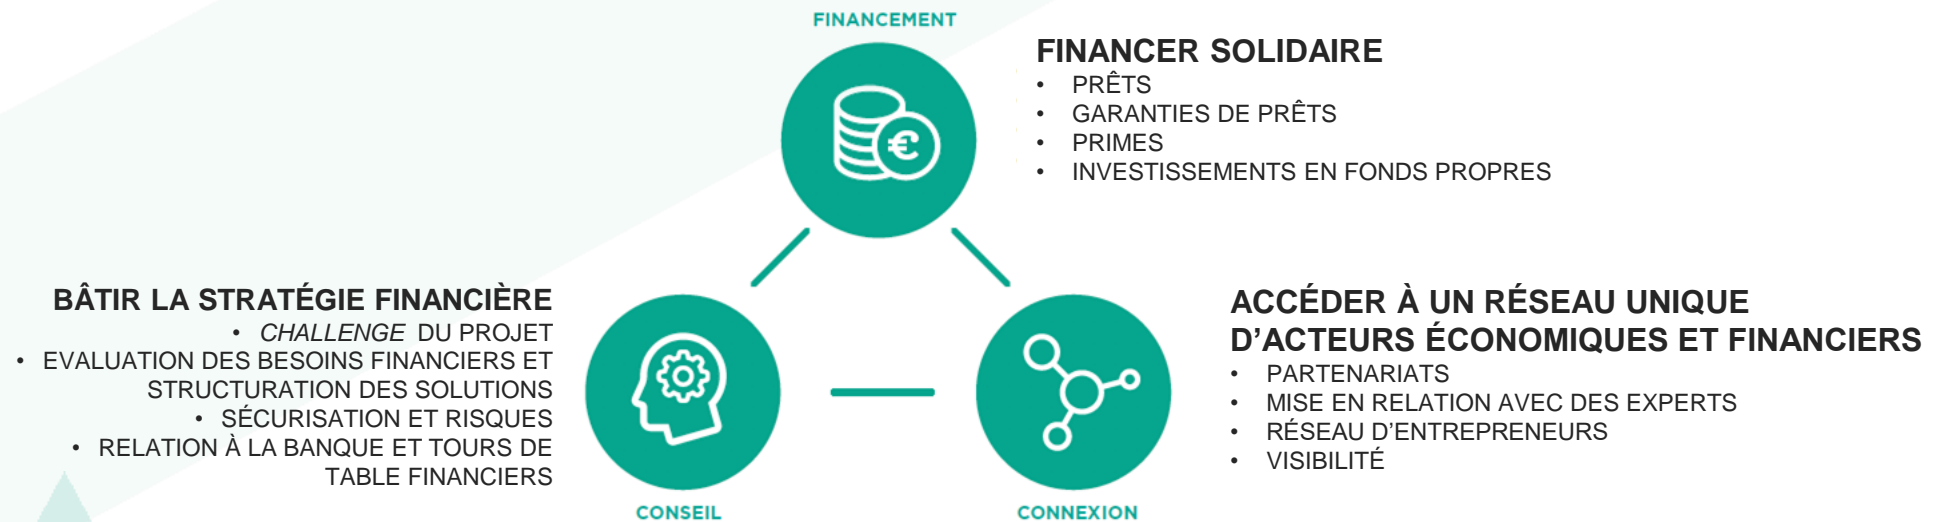 FINANCEMENT
€
FINANCER SOLIDAIRE
• PRÊTS
• GARANTIES DE PRÊTS
• PRIMES
• INVESTISSEMENTS EN FONDS PROPRES
BÂTIR LA STRATÉGIE FINANCIÈRE
• CHALLENGE DU PROJET
• EVALUATION DES BESOINS FINANCIERS ET
STRUCTURATION DES SOLUTIONS
• SÉCURISATION ET RISQUES
• RELATION À LA BANQUE ET TOURS DE
TABLE FINANCIERS
CONSEIL
ACCÉDER À UN RÉSEAU UNIQUE
D’ACTEURS ÉCONOMIQUES ET FINANCIERS
• PARTENARIATS
• MISE EN RELATION AVEC DES EXPERTS
• RÉSEAU D’ENTREPRENEURS
• VISIBILITÉ
CONNEXION